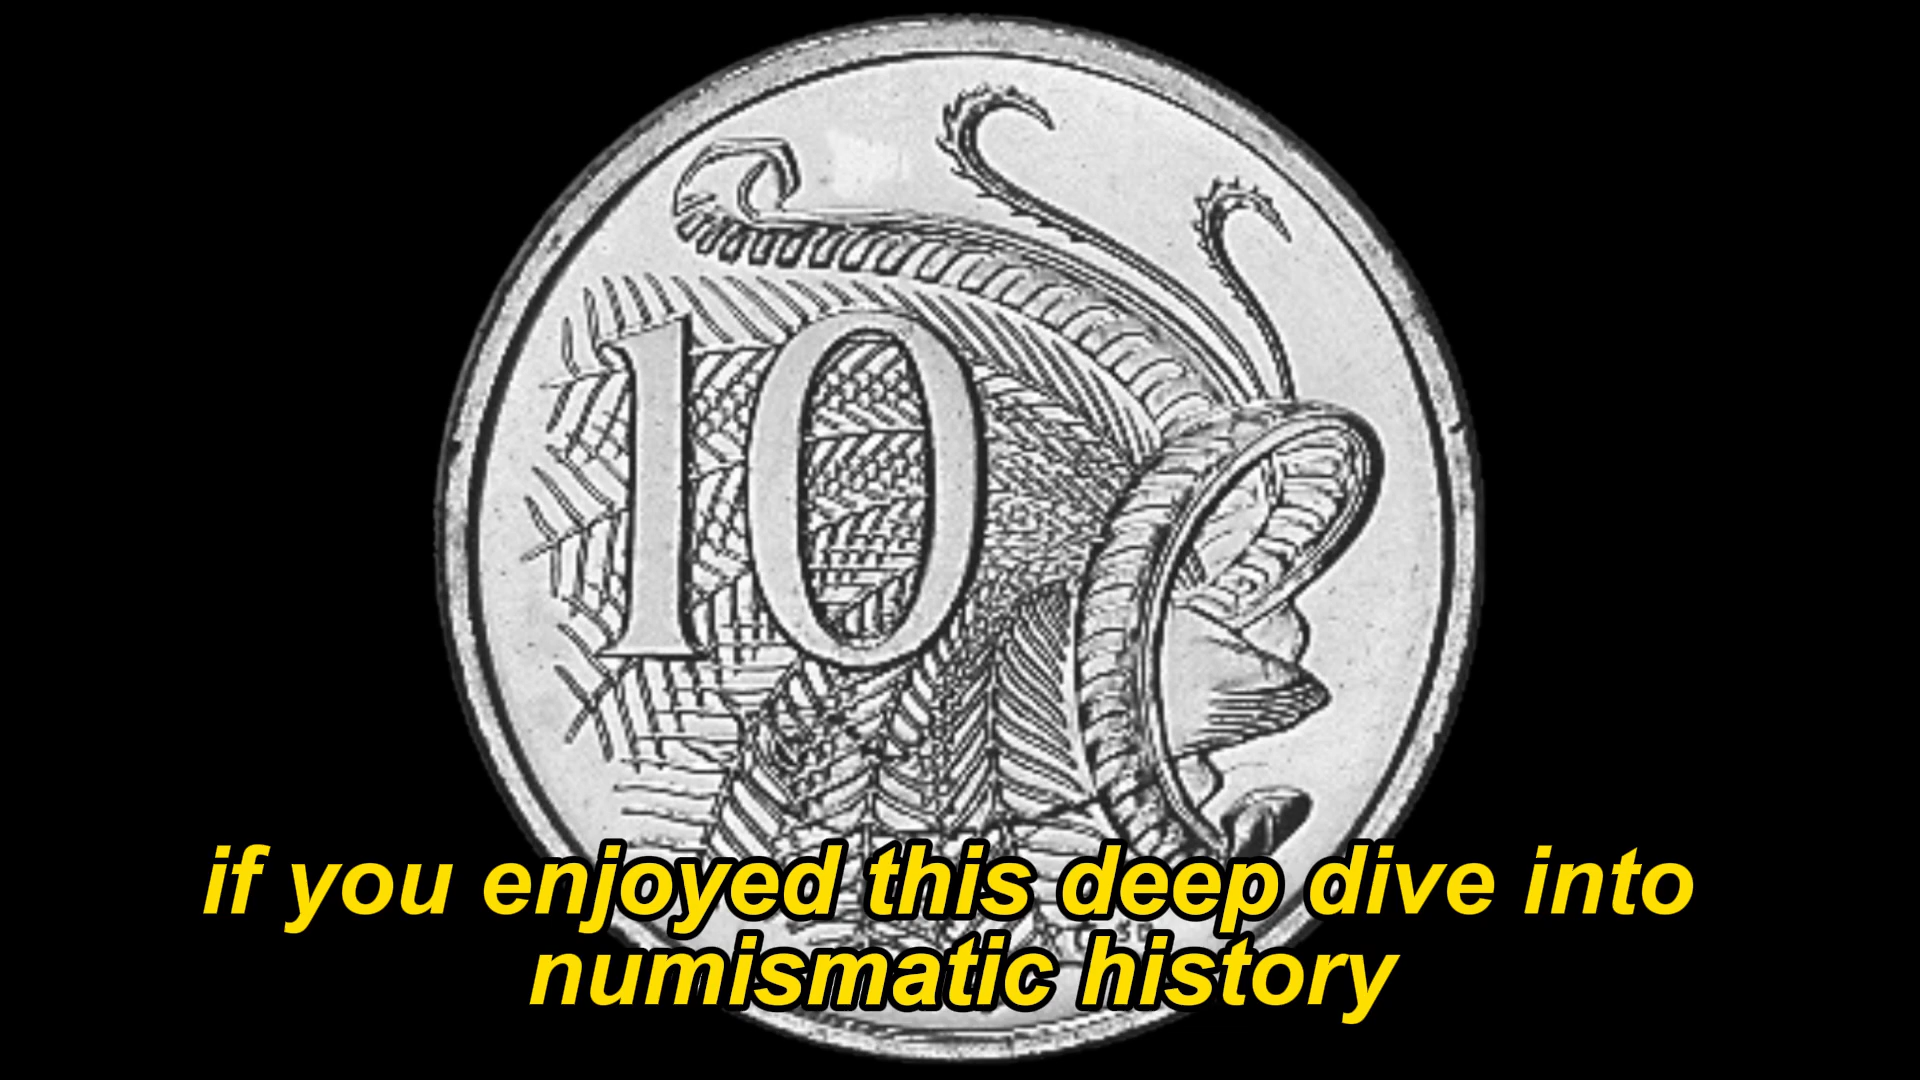 10
if you enjoyed this deep dive into
numismatic history